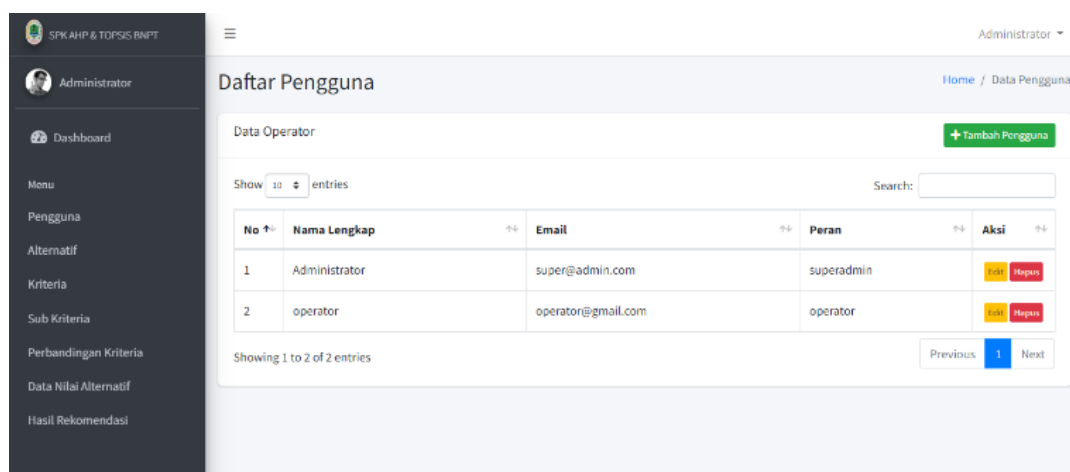 SPK AHP & TOPSIS BNPT
Administrator
Administrator
Daftar Pengguna
Home / Data Pengguna
Dashboard
Menu
Pengguna
Alternatif
Kriteria
Sub Kriteria
Perbandingan Kriteria
Data Nilai Alternatif
Hasil Rekomendasi
Data Operator
+ Tambah Pengguna
Show 10 entries
Search:
No Nama Lengkap Email Peran Aksi
1 Administrator super@admin.com superadmin Edit Hapus
2 operator operator@gmail.com operator Edit Hapus
Showing 1 to 2 of 2 entries
Previous 1 Next